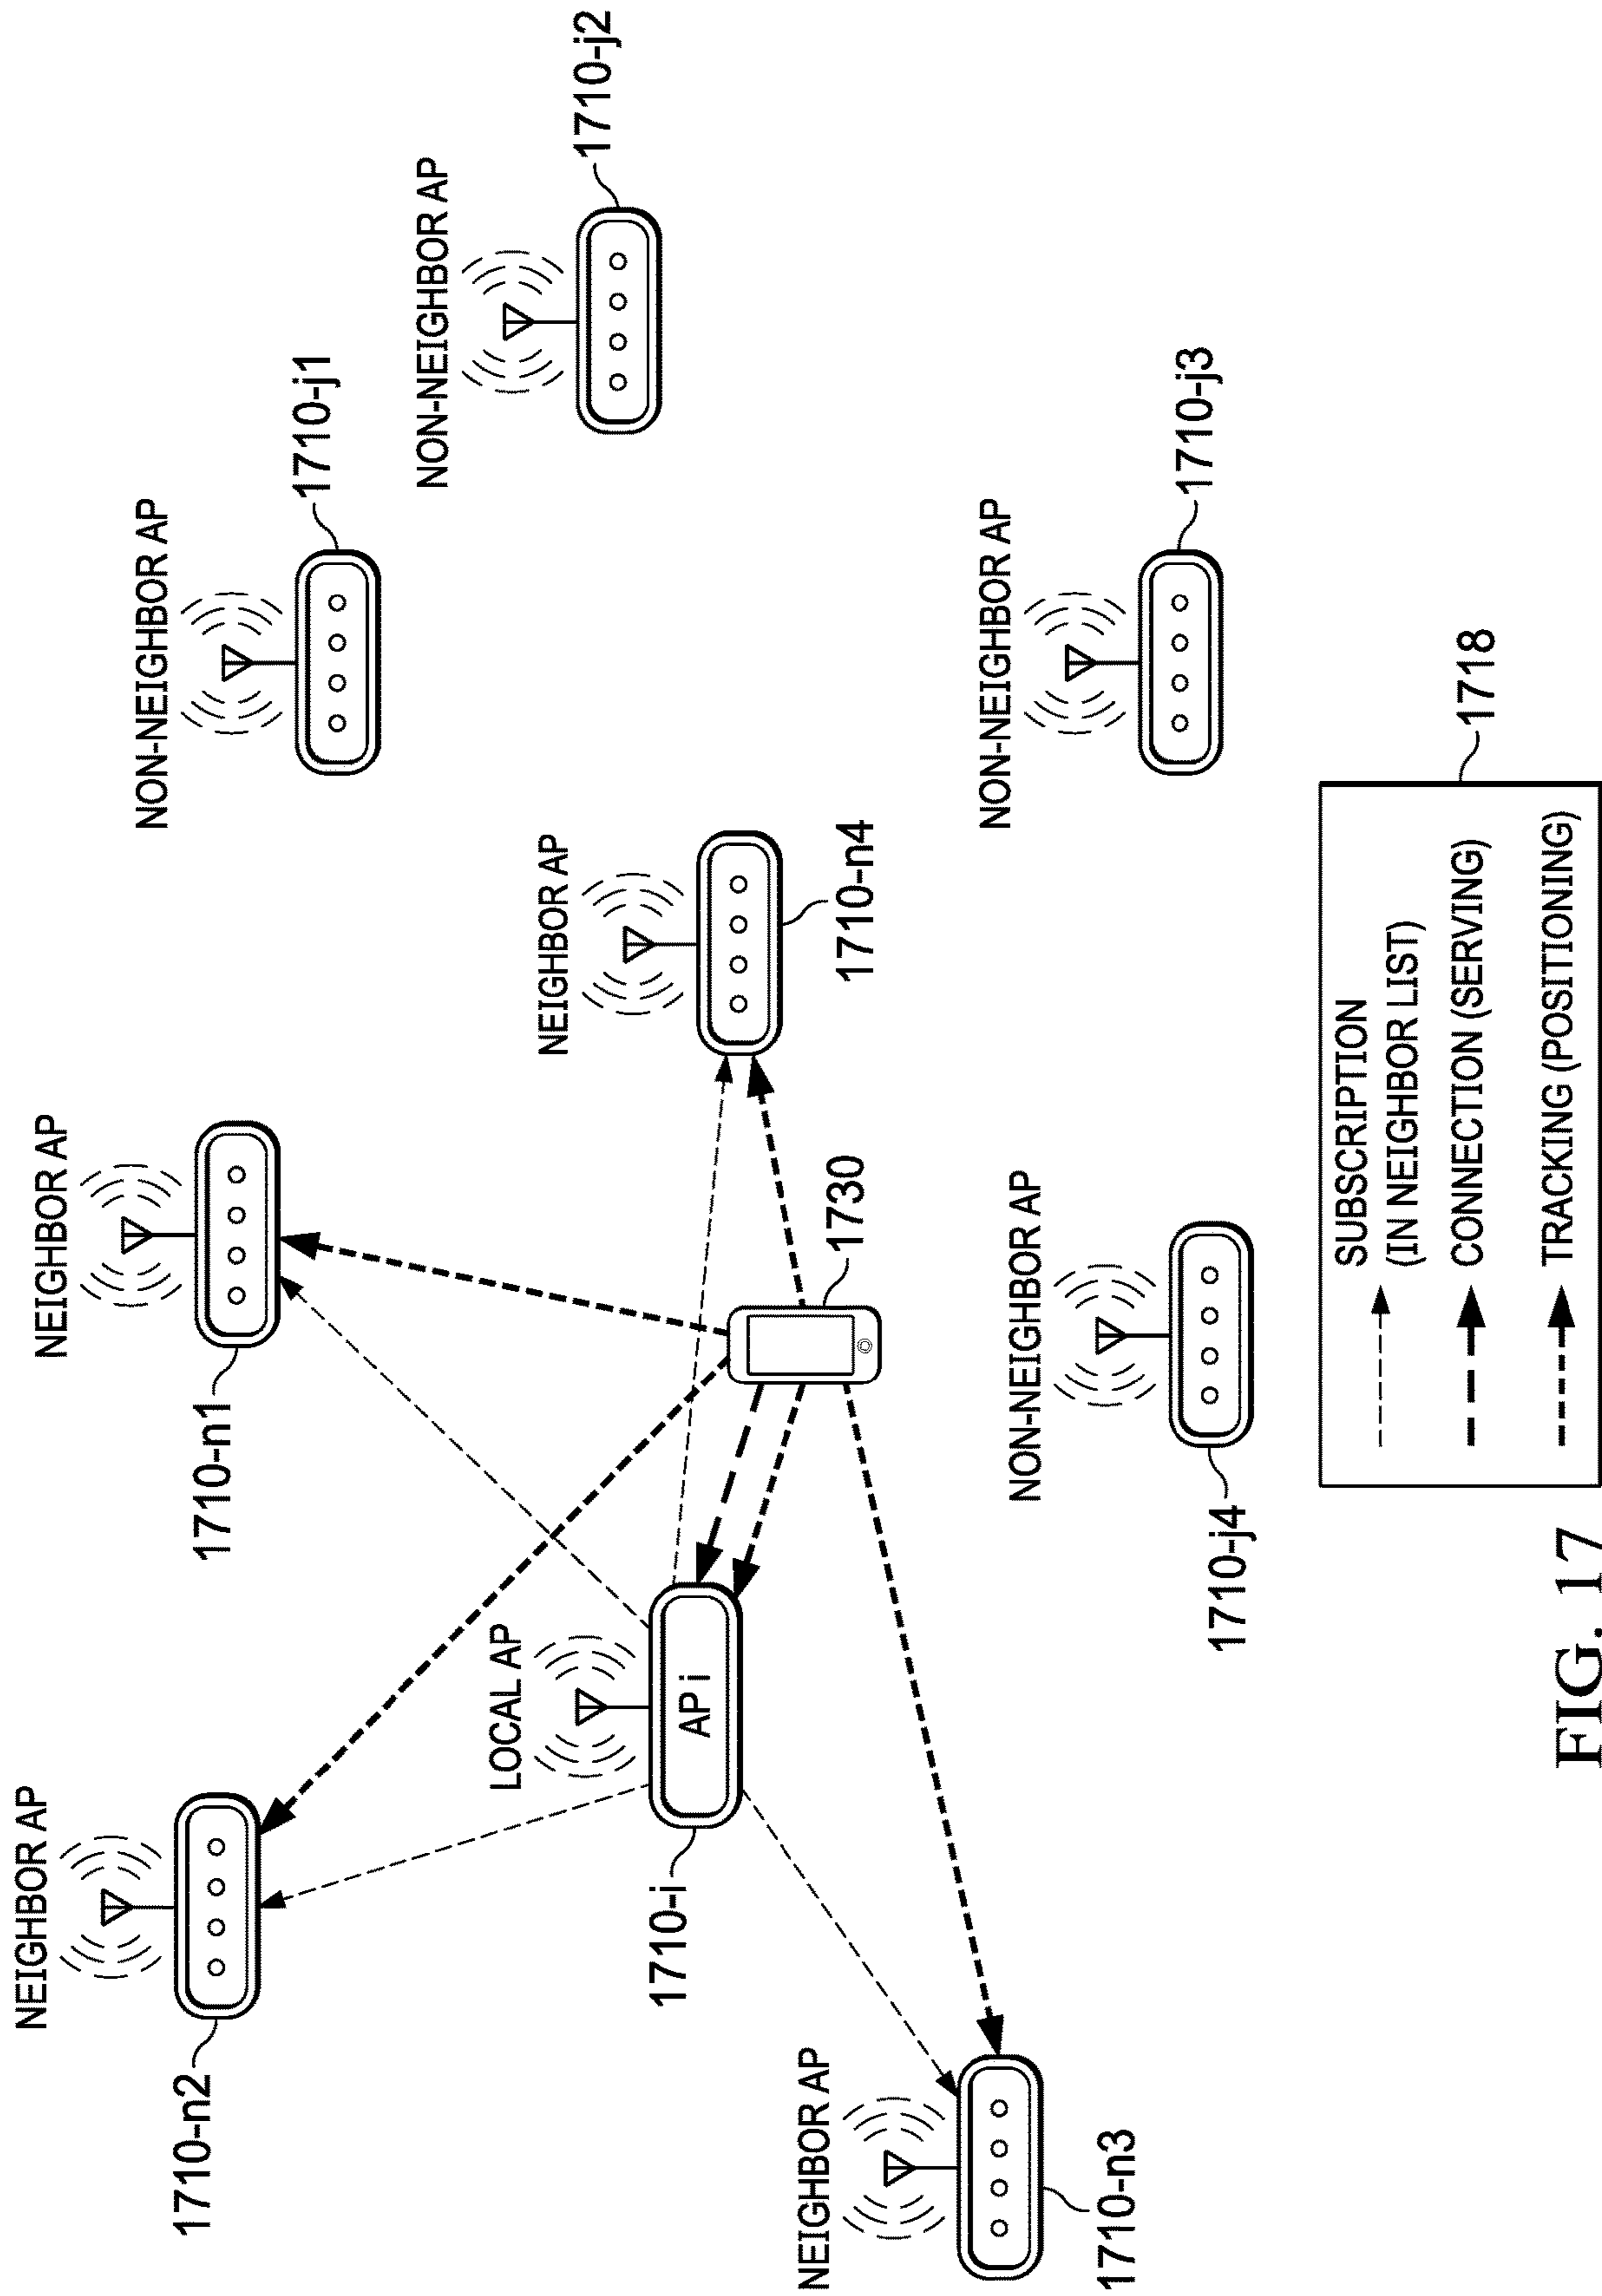 NEIGHBOR AP
1710-n2
NEIGHBOR AP
1710-n1
NON-NEIGHBOR AP
1710-j1
NON-NEIGHBOR AP
1710-j2
LOCAL AP
AP i
1710-i
NEIGHBOR AP
1710-n4
1730
NEIGHBOR AP
1710-n3
NON-NEIGHBOR AP
1710-j4
NON-NEIGHBOR AP
1710-j3
SUBSCRIPTION
(IN NEIGHBOR LIST)
CONNECTION (SERVING)
TRACKING (POSITIONING)
1718
FIG. 17